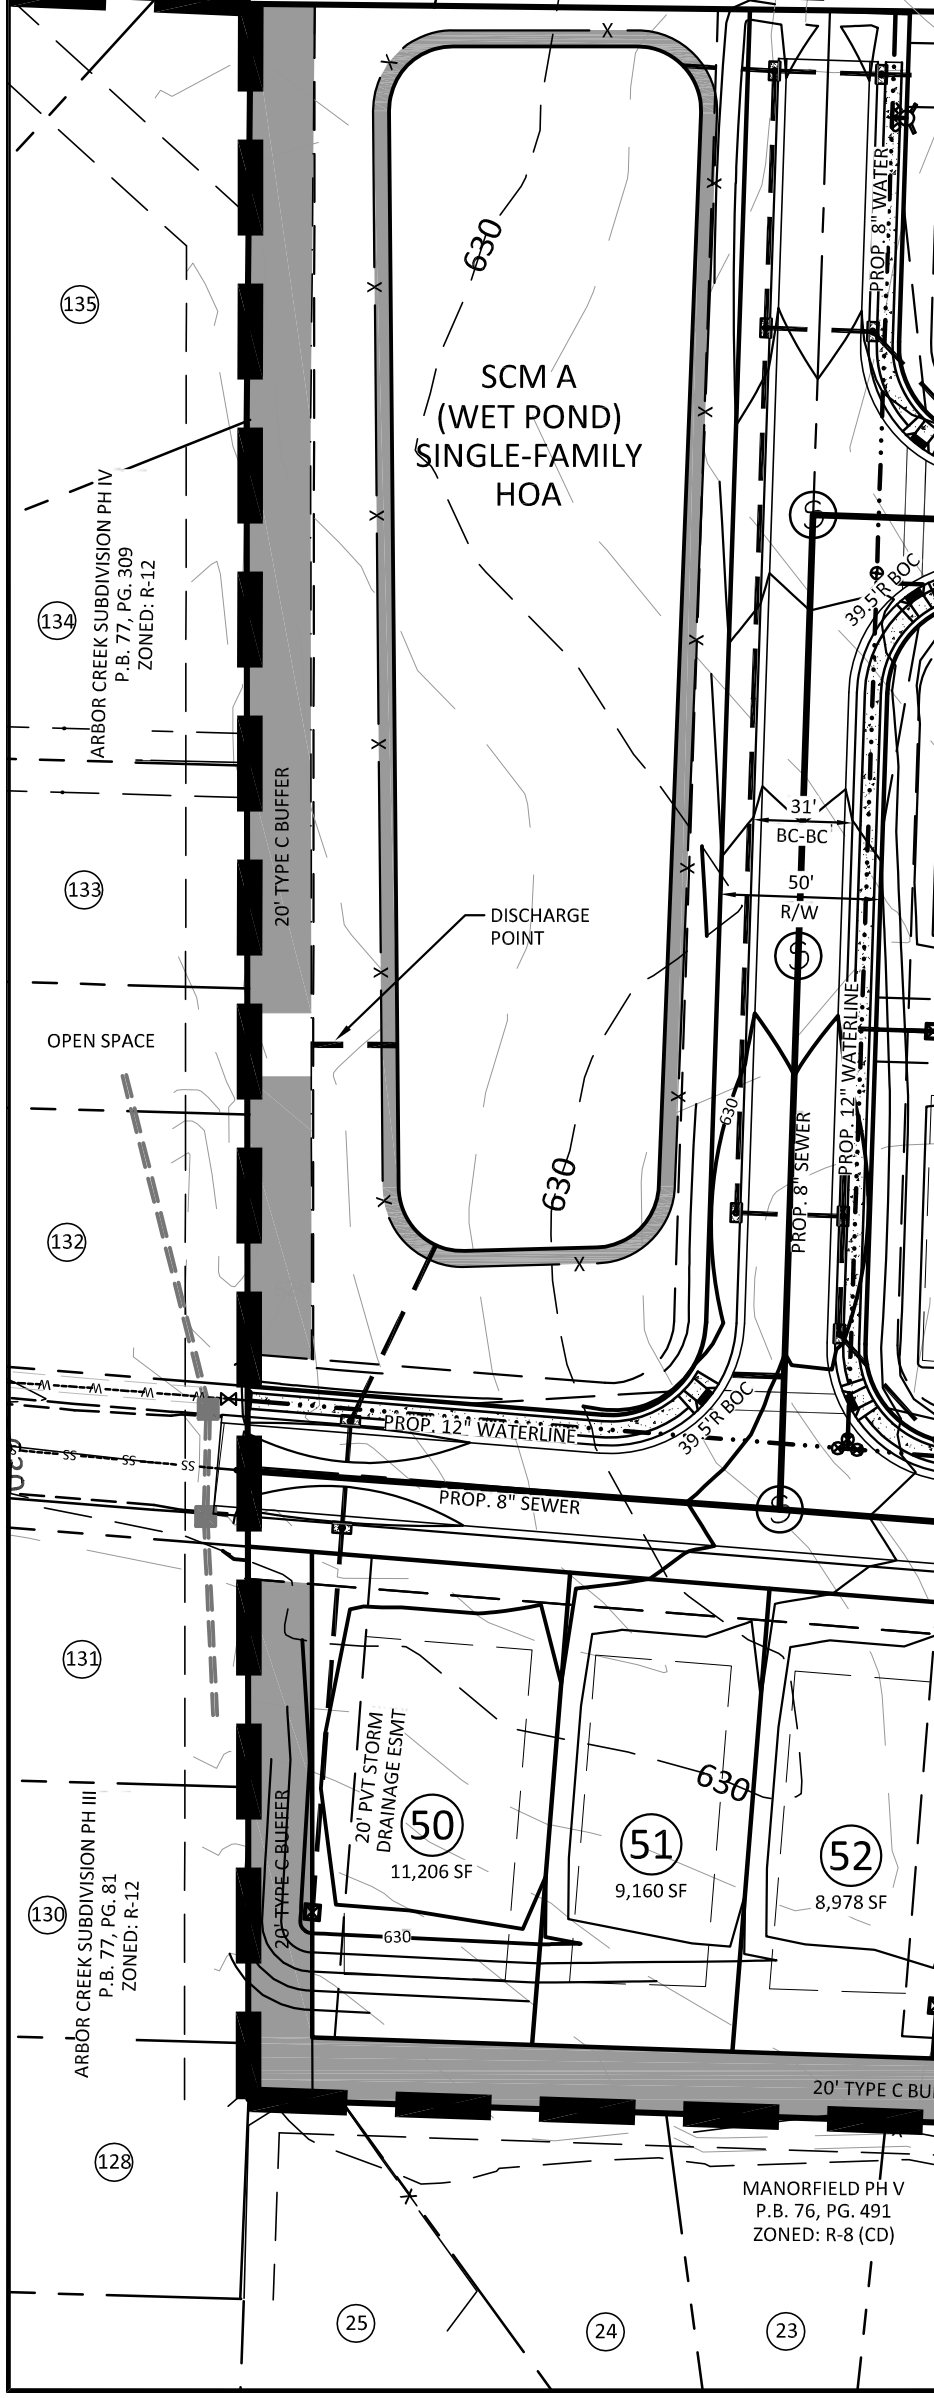 PROP. 8" WATER
630
135
SCM A
(WET POND)
SINGLE-FAMILY
HOA
ARBOR CREEK SUBDIVISION PH IV
P.B. 77, PG. 309
ZONED: R-12
134
S
39.5'R BOC
20' TYPE C BUFFER
31'
BC-BC
50'
R/W
133
DISCHARGE
POINT
S
OPEN SPACE
PROP. 12" WATERLINE
630
PROP. 8" SEWER
630
132
W
W
W
W
39.5'R BOC
PROP. 12" WATERLINE
SS
SS
SS
PROP. 8" SEWER
S
131
20' PVT STORM
DRAINAGE ESMT
630
50
11,206 SF
51
9,160 SF
52
8,978 SF
20' TYPE C BUFFER
130
ARBOR CREEK SUBDIVISION PH III
P.B. 77, PG. 81
ZONED: R-12
630
20' TYPE C BU
128
MANORFIELD PH V
P.B. 76, PG. 491
ZONED: R-8 (CD)
25
24
23